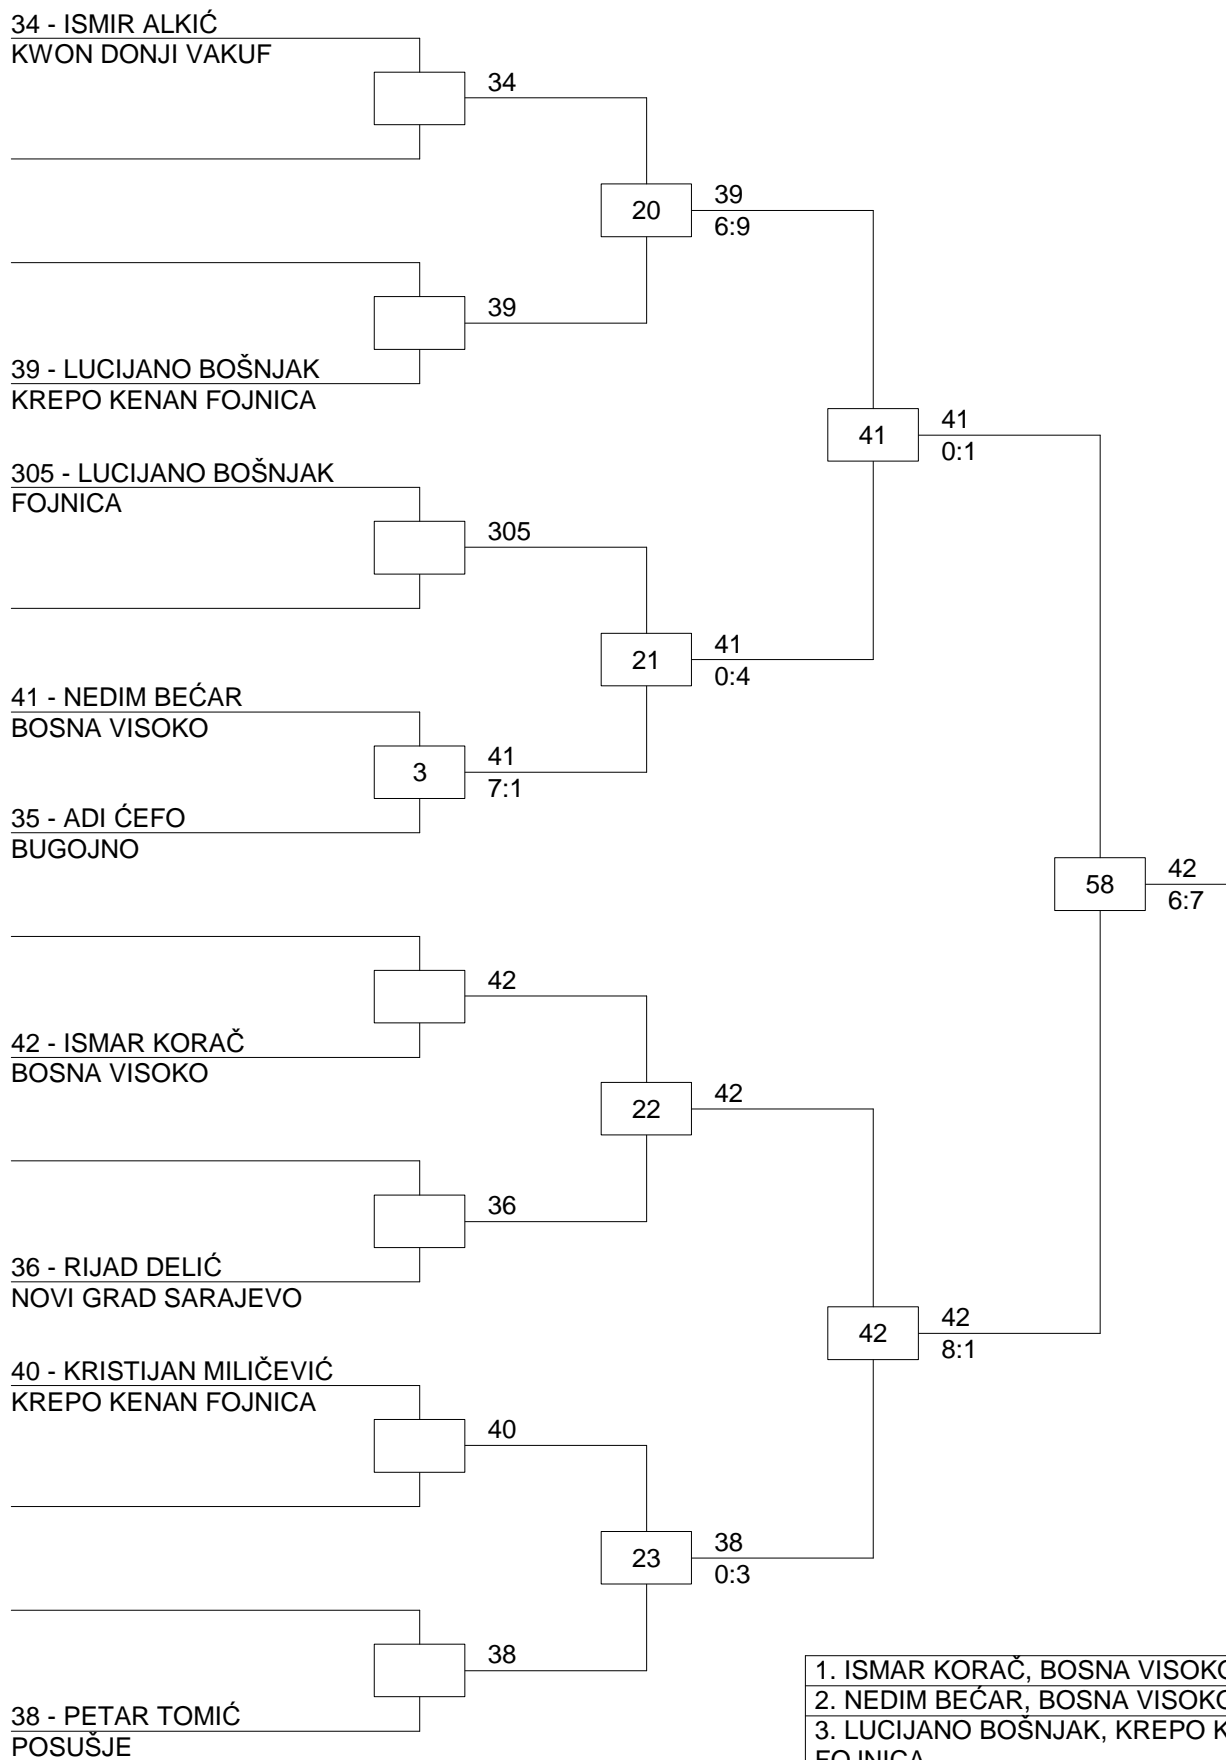 34 - ISMIR ALKIĆ
KWON DONJI VAKUF
34
20
39
6:9
39
39 - LUCIJANO BOŠNJAK
KREPO KENAN FOJNICA
41
41
0:1
305 - LUCIJANO BOŠNJAK
FOJNICA
305
21
41
0:4
41 - NEDIM BEĆAR
BOSNA VISOKO
3
41
7:1
35 - ADI ĆEFO
BUGOJNO
58
42
6:7
42
42 - ISMAR KORAČ
BOSNA VISOKO
22
42
36
36 - RIJAD DELIĆ
NOVI GRAD SARAJEVO
42
42
8:1
40 - KRISTIJAN MILIČEVIĆ
KREPO KENAN FOJNICA
40
23
38
0:3
38
38 - PETAR TOMIĆ
POSUŠJE
1. ISMAR KORAČ, BOSNA VISOKO
2. NEDIM BEĆAR, BOSNA VISOKO
3. LUCIJANO BOŠNJAK, KREPO
FOJNICA